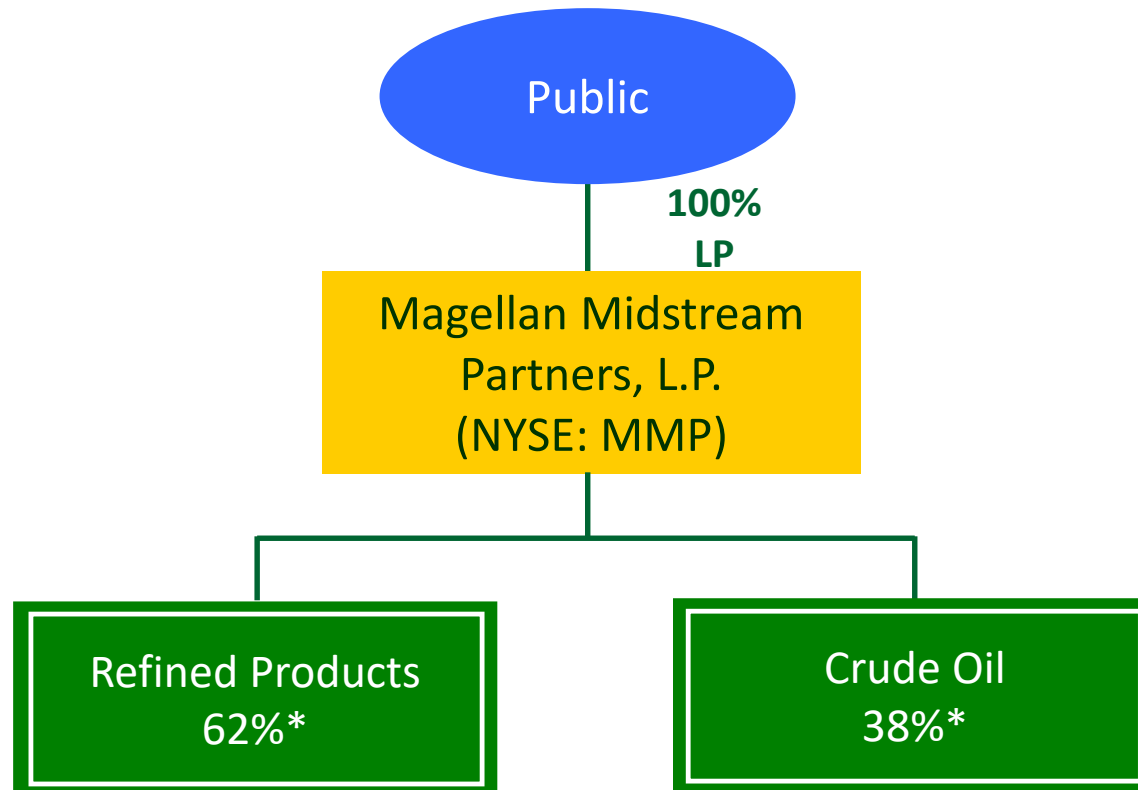 Public
100%
LP
Magellan Midstream
Partners, L.P.
(NYSE: MMP)
Refined Products
62%*
Crude Oil
38%*